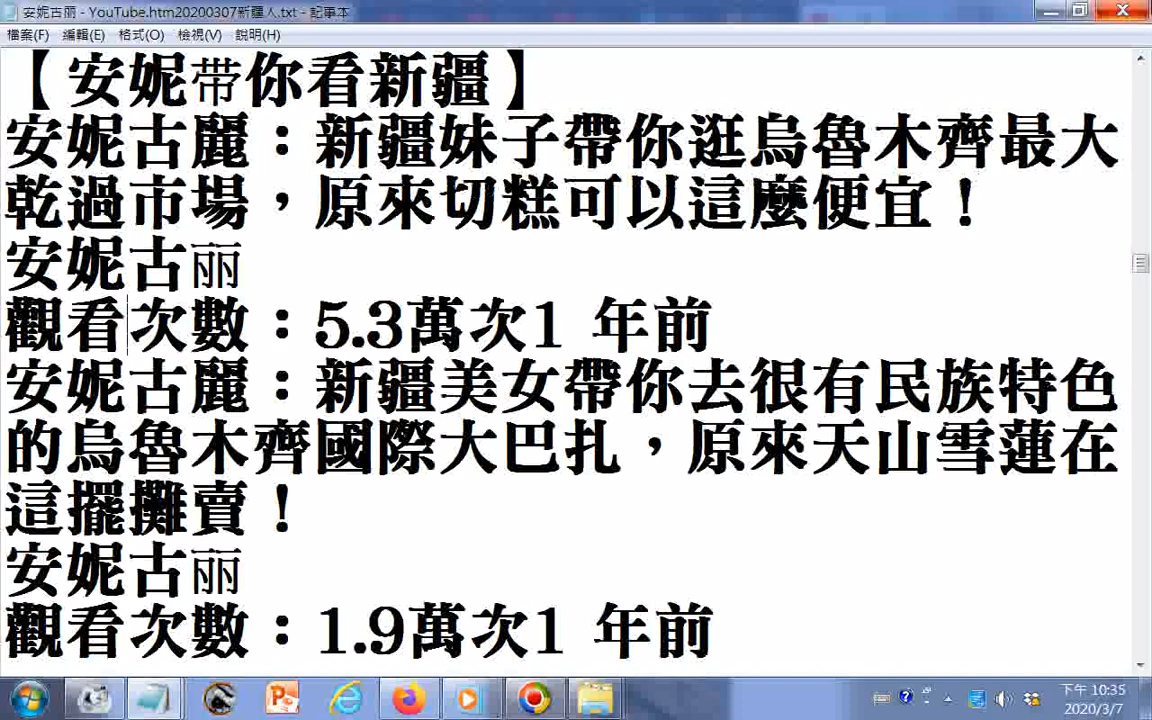 安妮古丽 - YouTube.htm20200307新疆人.txt - 記事本
檔案(F) 編輯(E) 格式(O) 檢視(V) 說明(H)
【安妮带你看新疆】
安妮古麗：新疆妹子帶你逛烏魯木齊最大
乾過市場，原來切糕可以這麼便宜！
安妮古丽
觀看次數：5.3萬次1 年前
安妮古麗：新疆美女帶你去很有民族特色
的烏魯木齊國際大巴扎，原來天山雪蓮在
這擺攤賣！
安妮古丽
觀看次數：1.9萬次1 年前
下午 10:35
2020/3/7